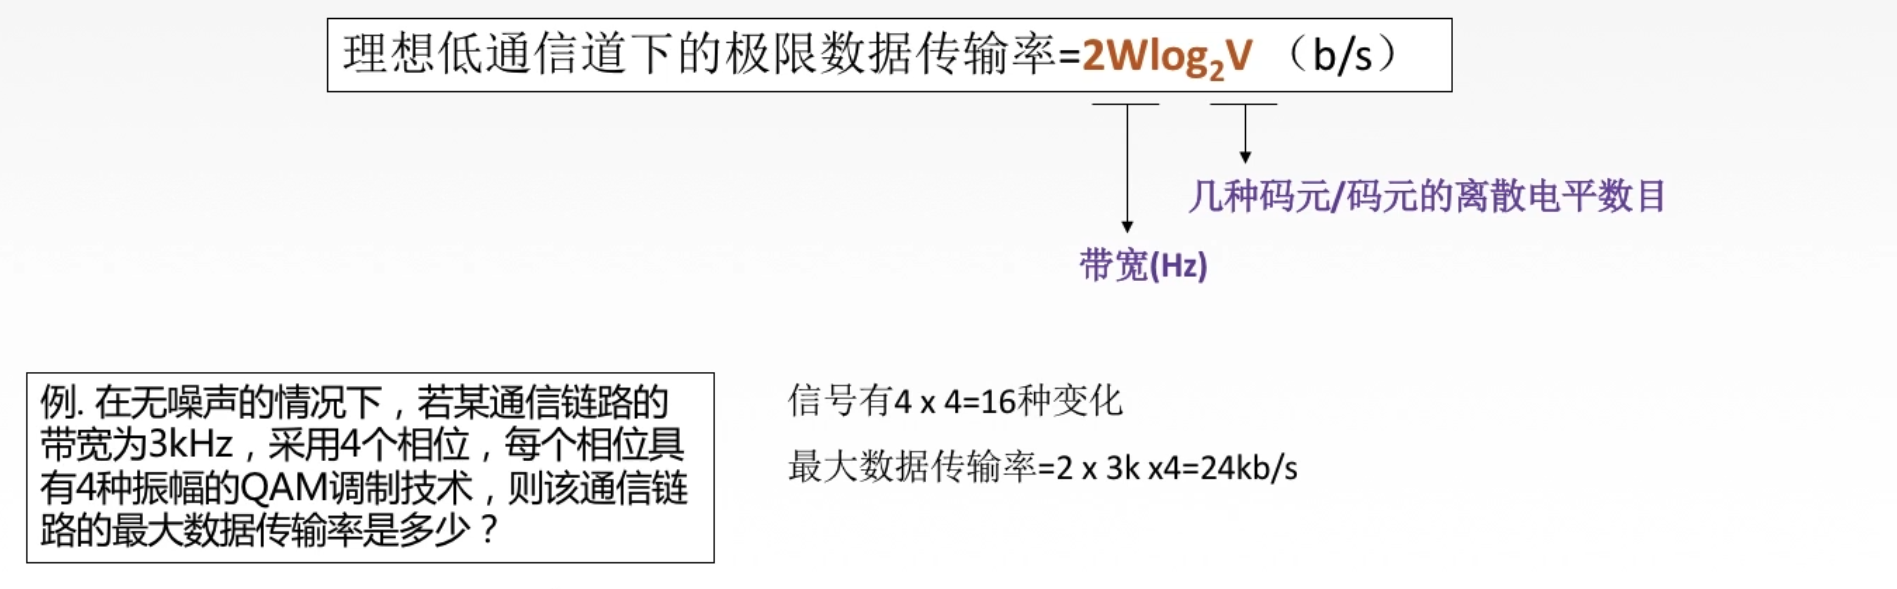 理想低通信道下的极限数据传输率=2Wlog₂V （b/s）
几种码元/码元的离散电平数目
带宽(Hz)
例. 在无噪声的情况下，若某通信链路的
带宽为3kHz，采用4个相位，每个相位具
有4种振幅的QAM调制技术，则该通信链
路的最大数据传输率是多少？
信号有4 x 4=16种变化
最大数据传输率=2 x 3k x4=24kb/s